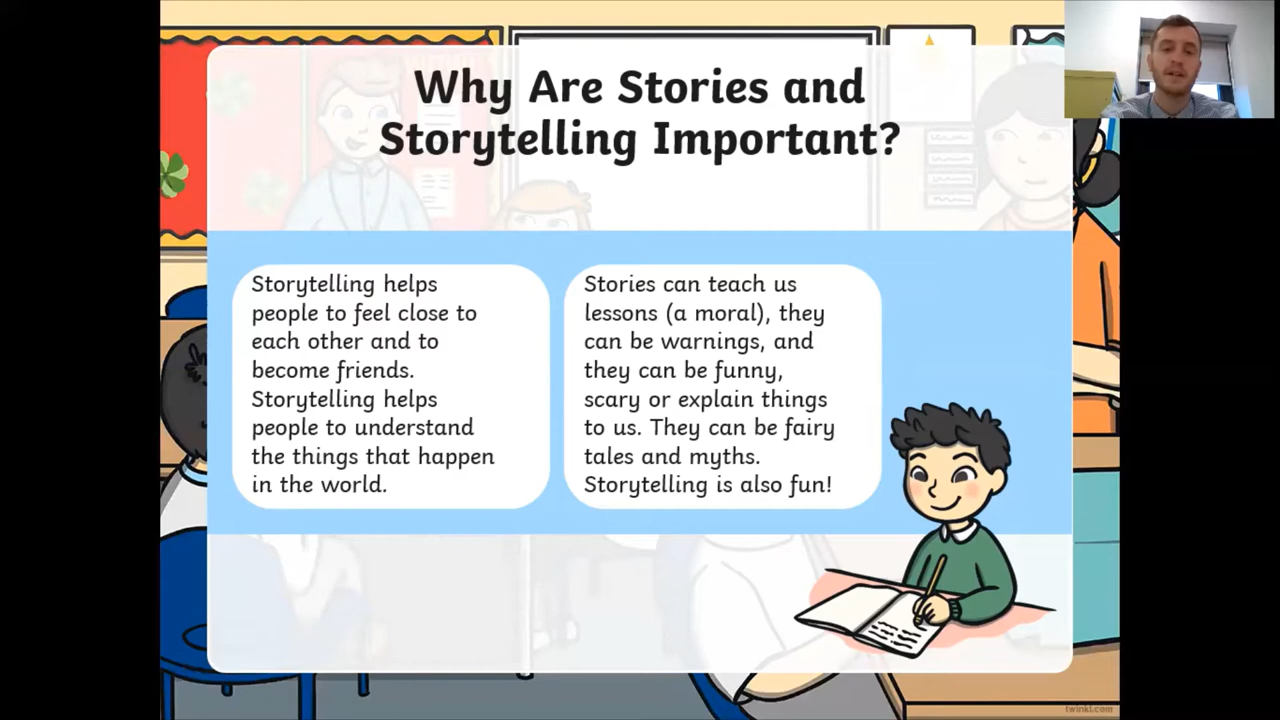 Why Are Stories and
Storytelling Important?
Storytelling helps
people to feel close to
each other and to
become friends.
Storytelling helps
people to understand
the things that happen
in the world.
Stories can teach us
lessons (a moral), they
can be warnings, and
they can be funny,
scary or explain things
to us. They can be fairy
tales and myths.
Storytelling is also fun!
twinkl.com